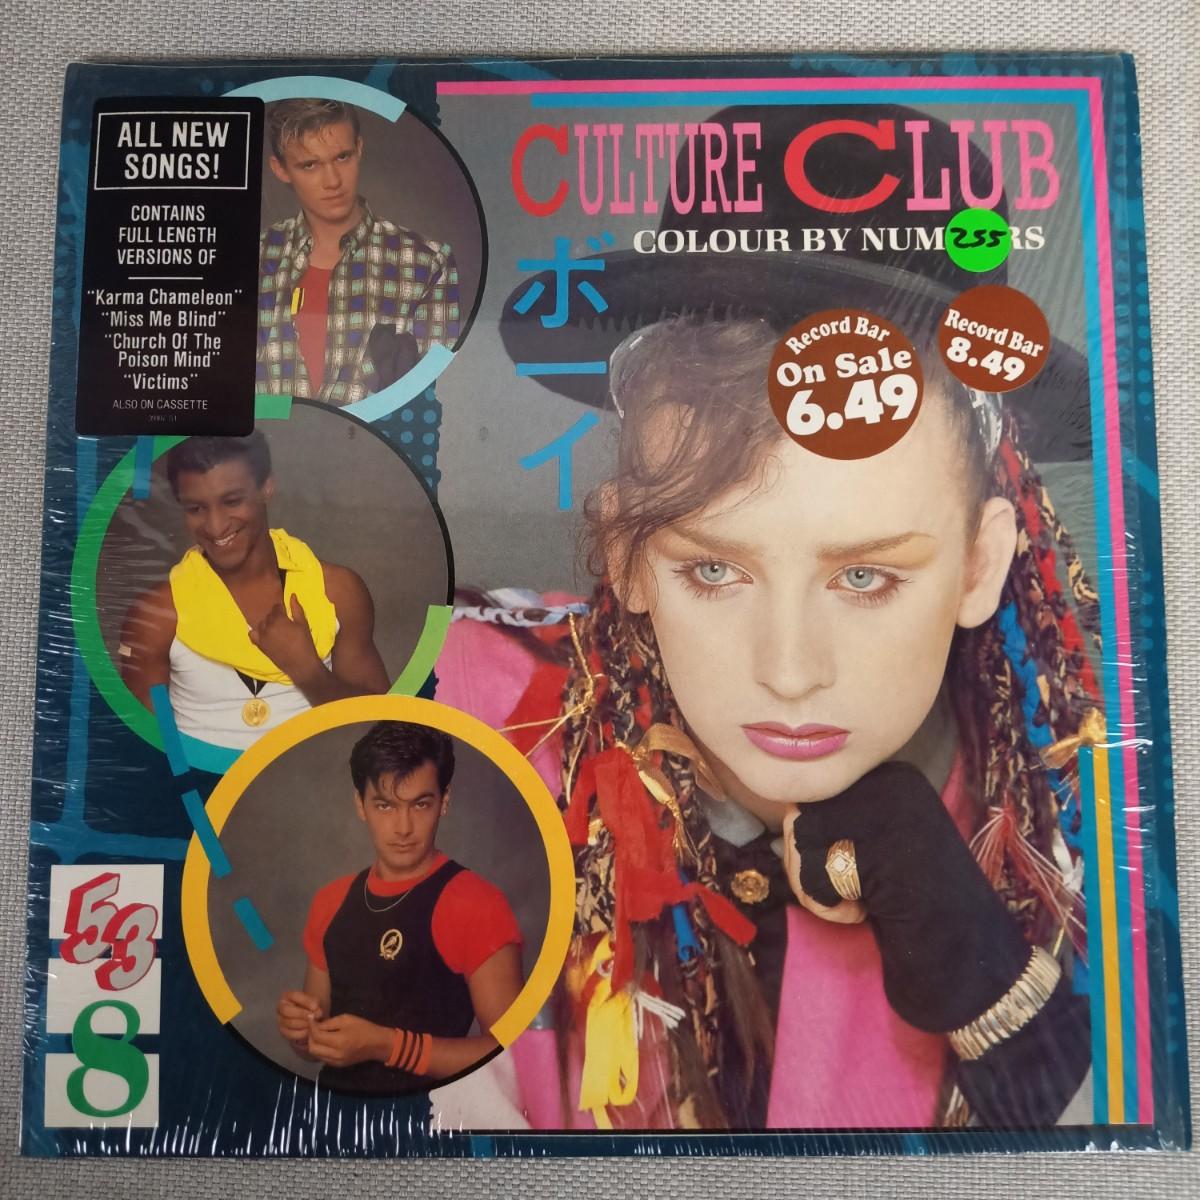 ALL NEW
SONGS!
CONTAINS
FULL LENGTH
VERSIONS OF
"Karma Chameleon"
"Miss Me Blind"
"Church Of The
Poison Mind"
"Victims"
ALSO ON CASSETTE
CULTURE CLUB
COLOUR BY NUM RS
255
ボーイ
Record Bar
On Sale
6.49
Record Bar
8.49
53
8